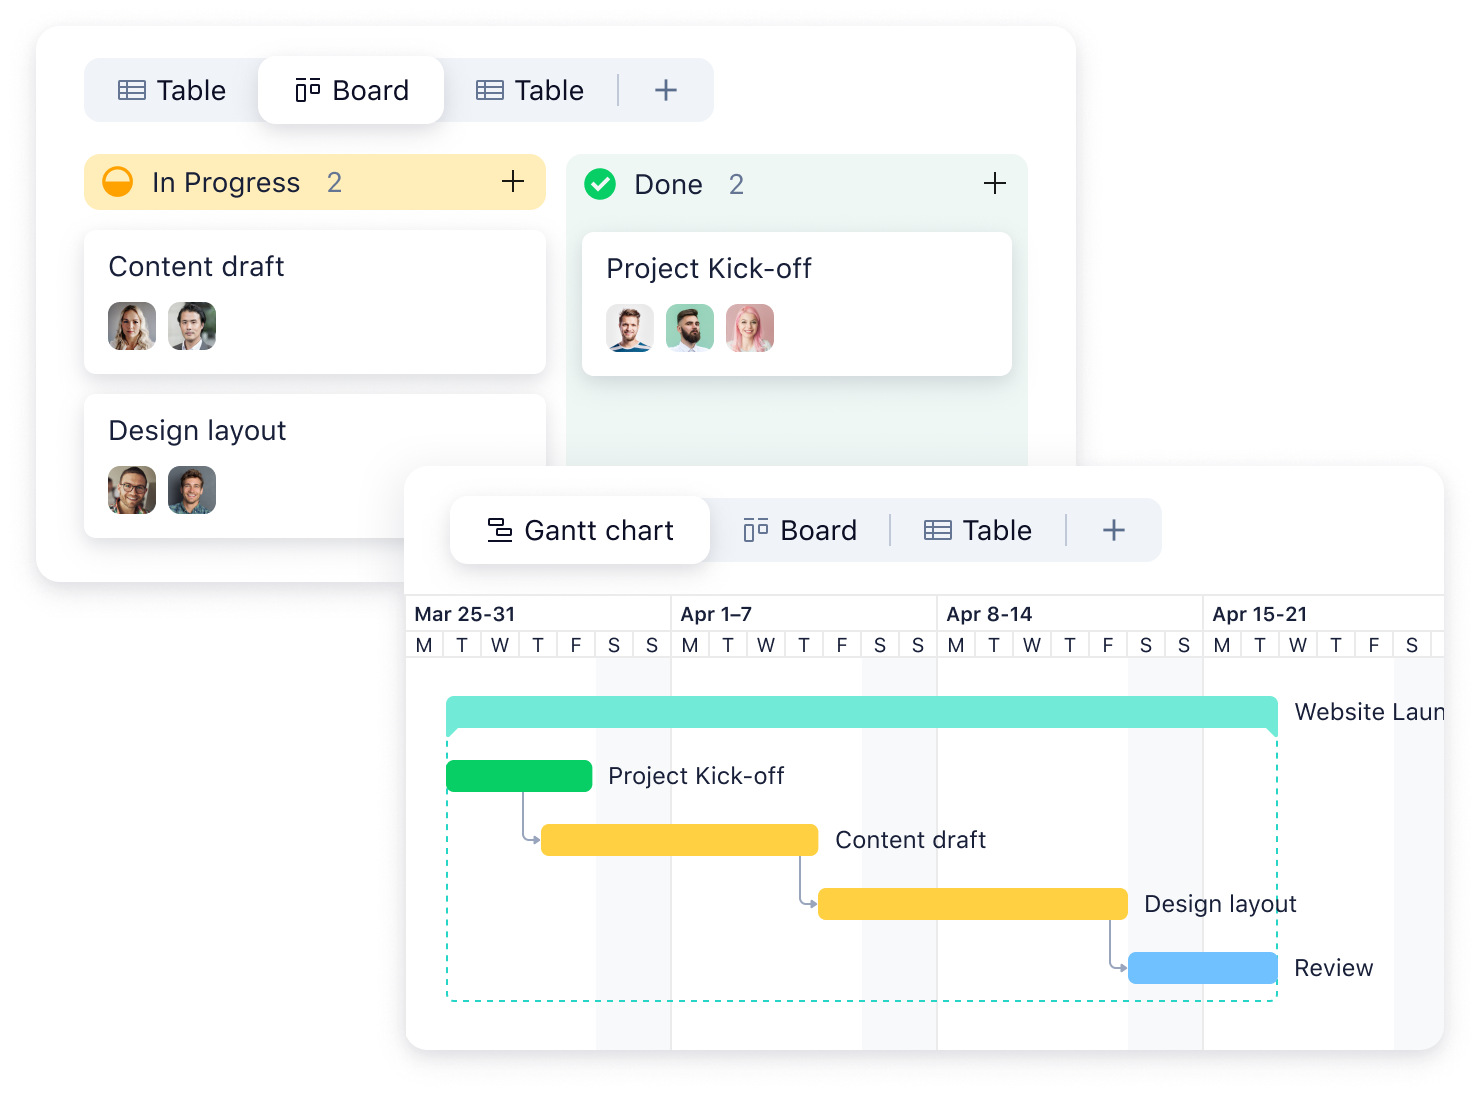 Table Board Table
In Progress 2
Content draft
Design layout
Done 2
Project Kick-off
Gantt chart Board Table
Mar 25-31 Apr 1–7 Apr 8-14 Apr 15-21
M T W T F S S M T W T F S S M T W T F S S M T W T F S
Website Laun
Project Kick-off
Content draft
Design layout
Review